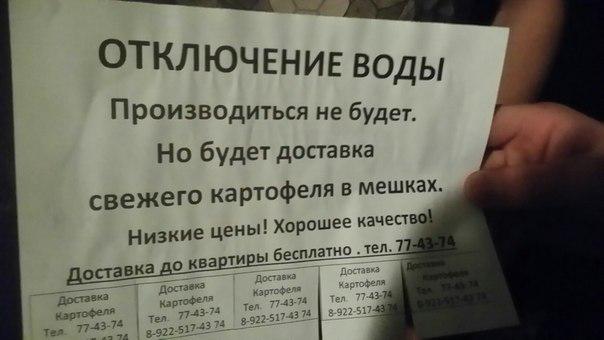 ОТКЛЮЧЕНИЕ ВОДЫ
Производиться не будет.
Но будет доставка
свежего картофеля в мешках.
Низкие цены! Хорошее качество!
Доставка до квартиры бесплатно . тел. 77-43-74
Доставка
Картофеля
Тел. 77-43-74
Доставка
Картофеля
Тел. 77-43-74
8-922-517-43 74
Доставка
Картофеля
Тел. 77-43-74
8-922-517-43 74
Доставка
Картофеля
Тел. 77-43-74
8-922-517-43 74
Доставка
Картофеля
Тел. 77-43-74
8-922-517-43 74